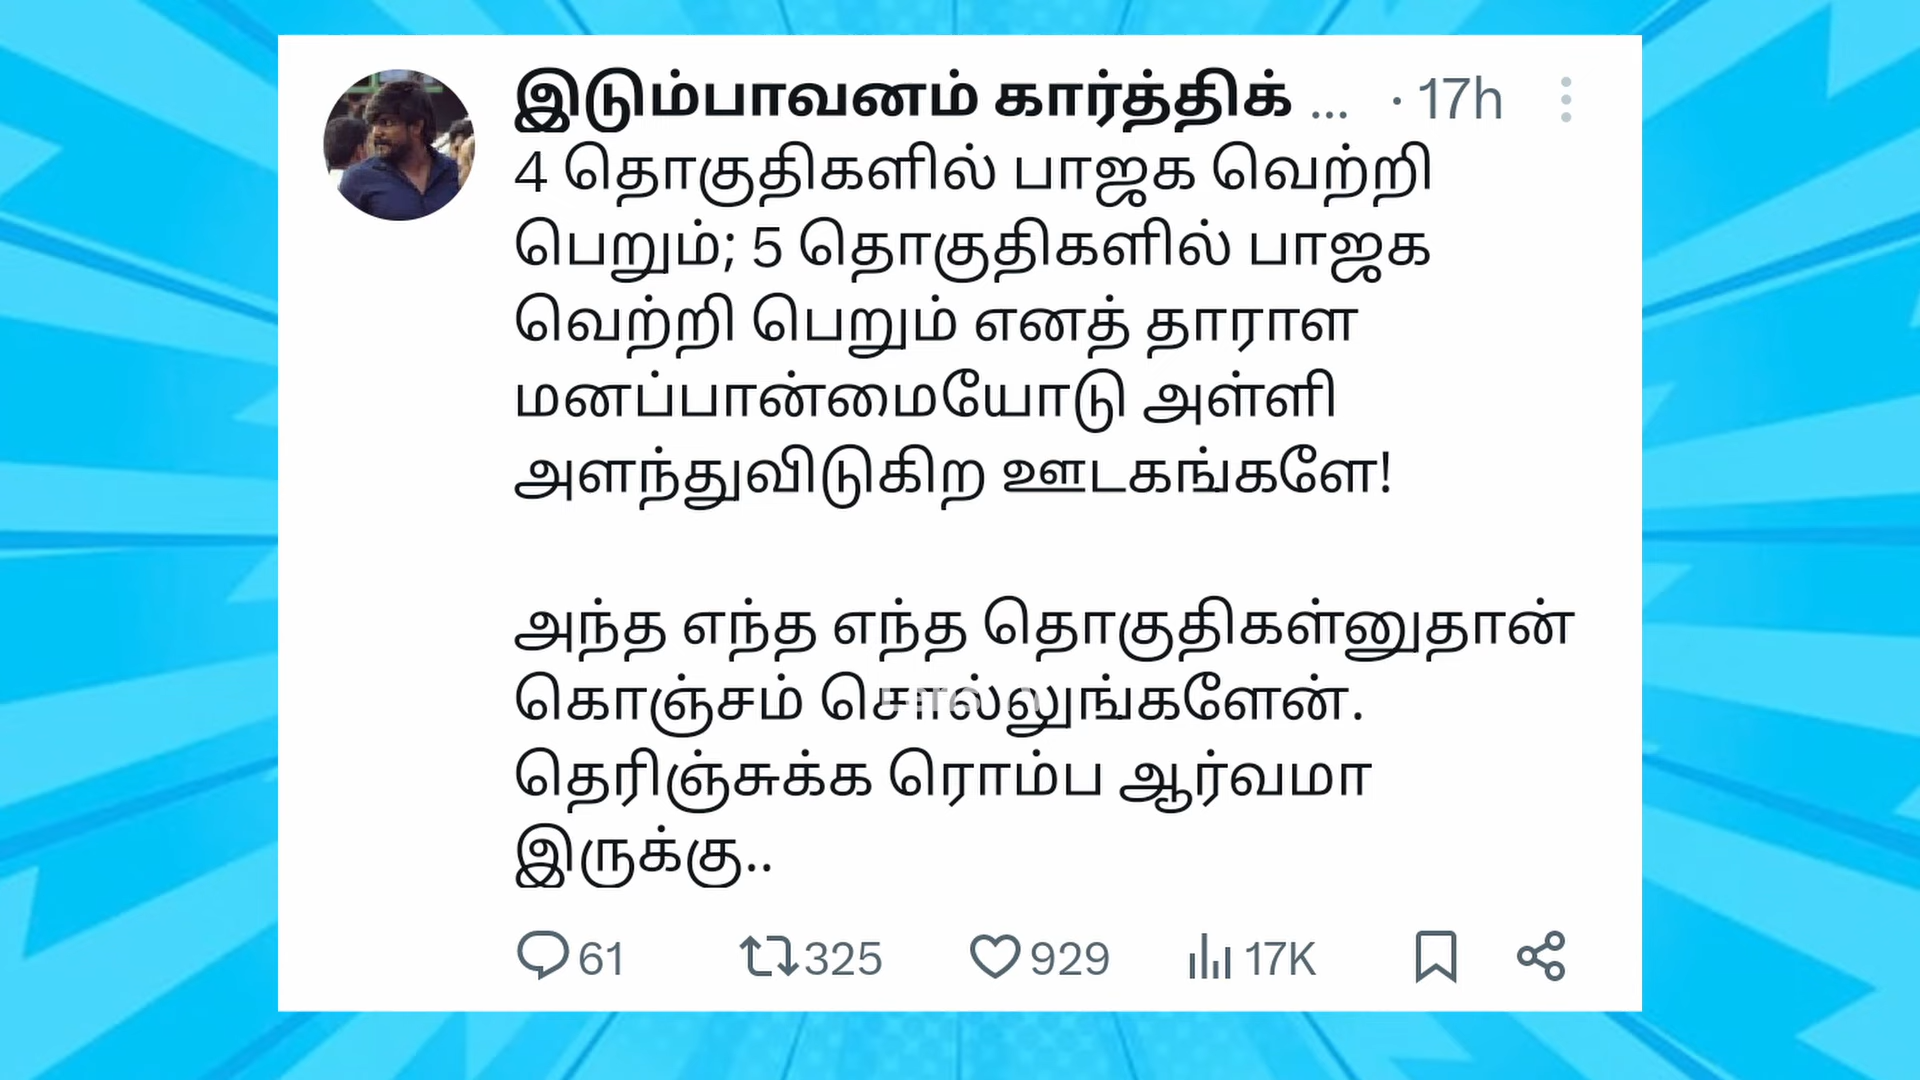 இடும்பாவனம் கார்த்திக் ... · 17h
4 தொகுதிகளில் பாஜக வெற்றி
பெறும்; 5 தொகுதிகளில் பாஜக
வெற்றி பெறும் எனத் தாராள
மனப்பான்மையோடு அள்ளி
அளந்துவிடுகிற ஊடகங்களே!
அந்த எந்த எந்த தொகுதிகள்னுதான்
கொஞ்சம் சொல்லுங்களேன்.
தெரிஞ்சுக்க ரொம்ப ஆர்வமா
இருக்கு..
61 325 929 17K